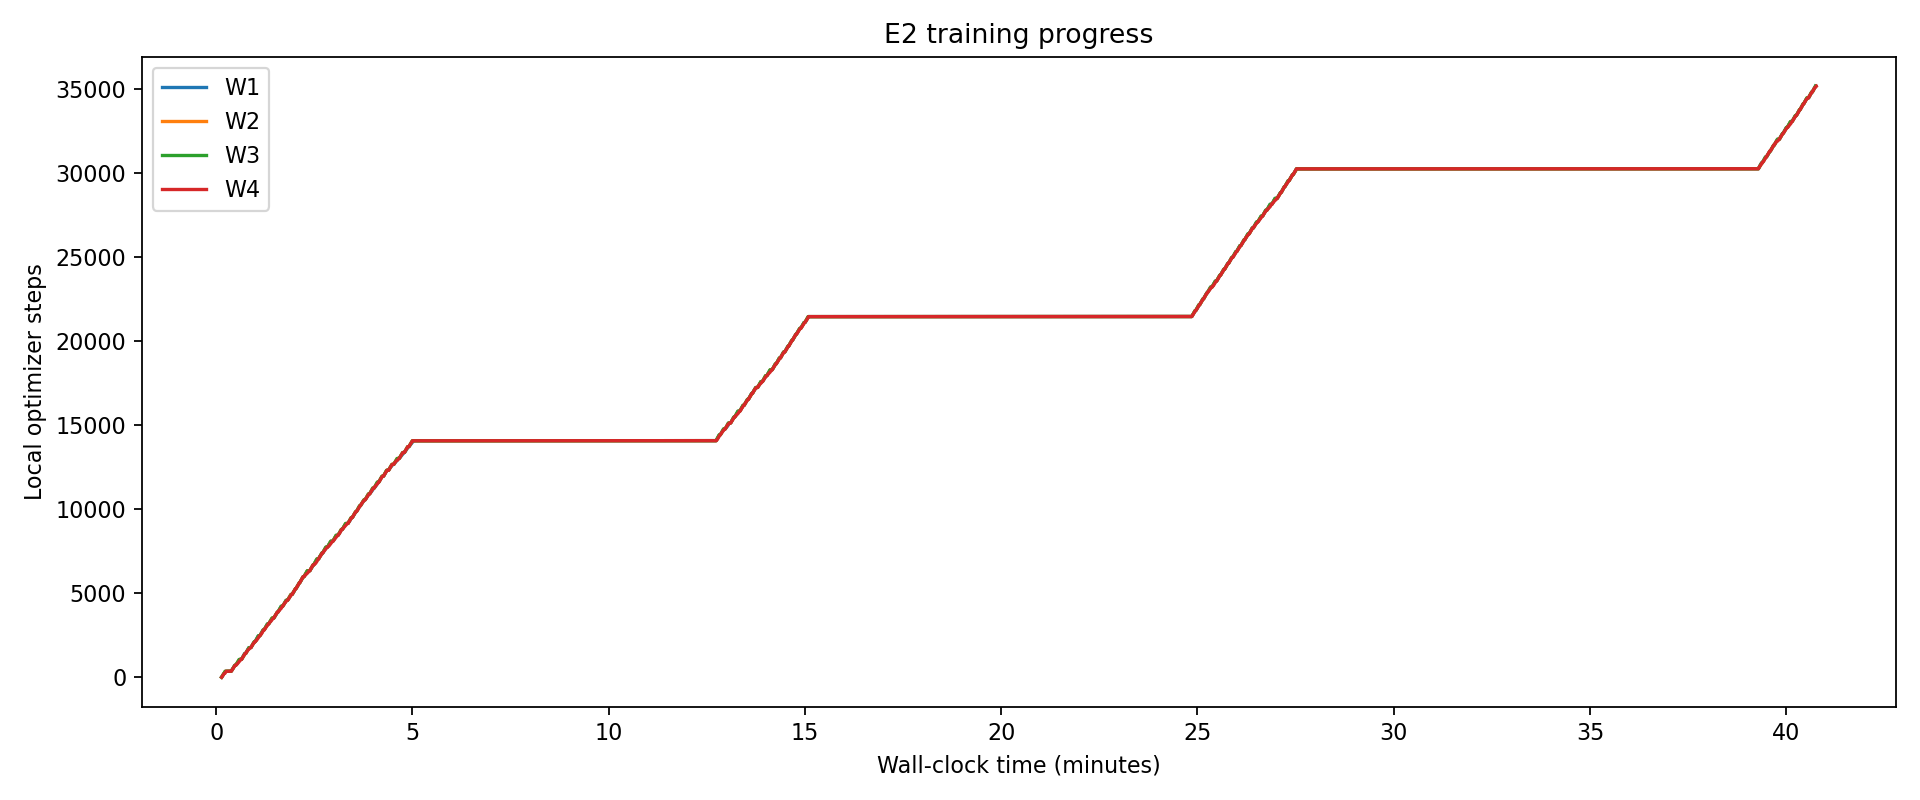 E2 training progress
W1
W2
W3
W4
Local optimizer steps
35000
30000
25000
20000
15000
10000
5000
0
0 5 10 15 20 25 30 35 40
Wall-clock time (minutes)